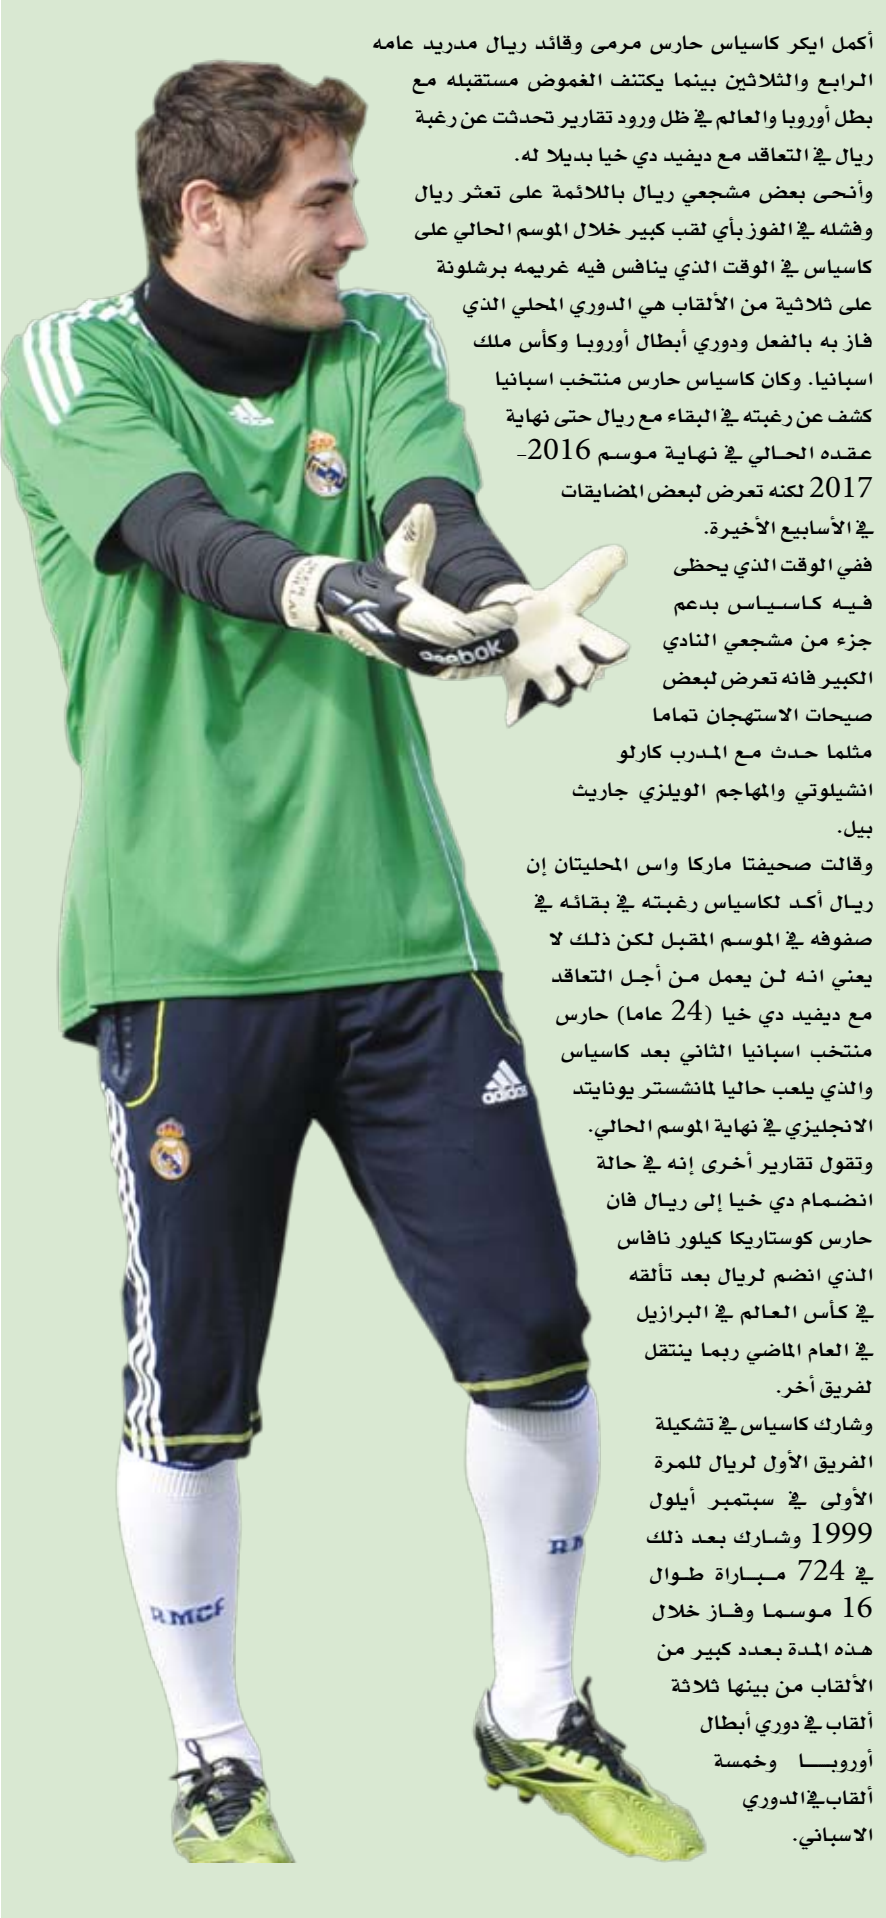 أكمل ايكر كاسياس حارس مرمى وقائد ريال مدريد عامه
الرابع والثلاثين بينما يكتنف الغموض مستقبله مع
بطل أوروبا والعالم في ظل ورود تقارير تحدثت عن رغبة
ريال في التعاقد مع ديفيد دي خيا بديلا له.
وأنحى بعض مشجعي ريال باللائمة على تعثر ريال
وفشله في الفوز بأي لقب كبير خلال الموسم الحالي على
كاسياس في الوقت الذي ينافس فيه غريمه برشلونة
على ثلاثية من الألقاب هي الدوري المحلي الذي
فاز به بالفعل ودوري أبطال أوروبا وكأس ملك
اسبانيا. وكان كاسياس حارس منتخب اسبانيا
كشف عن رغبته في البقاء مع ريال حتى نهاية
عقده الحالي في نهاية موسم 2016-
2017 لكنه تعرض لبعض المضايقات
في الأسابيع الأخيرة.
ففي الوقت الذي يحظى
فيه كاسياس بدعم
جزء من مشجعي النادي
الكبير فانه تعرض لبعض
صيحات الاستهجان تماما
مثلما حدث مع المدرب كارلو
انشيلوتي والمهاجم الويلزي جاريث
بيل.
وقالت صحيفتا ماركا واس المحليتان إن
ريال أكد لكاسياس رغبته في بقائه في
صفوفه في الموسم المقبل لكن ذلك لا
يعني انه لن يعمل من أجل التعاقد
مع ديفيد دي خيا (24 عاما) حارس
منتخب اسبانيا الثاني بعد كاسياس
والذي يلعب حاليا لمانشستر يونايتد
الانجليزي في نهاية الموسم الحالي.
وتقول تقارير أخرى إنه في حالة
انضمام دي خيا إلى ريال فان
حارس كوستاريكا كيلور نافاس
الذي انضم لريال بعد تألقه
في كأس العالم في البرازيل
في العام الماضي ربما ينتقل
لفريق أخر.
وشارك كاسياس في تشكيلة
الفريق الأول لريال للمرة
الأولى في سبتمبر أيلول
1999 وشارك بعد ذلك
في 724 مباراة طوال
16 موسما وفاز خلال
هذه المدة بعدد كبير من
الألقاب من بينها ثلاثة
ألقاب في دوري أبطال
أوروبا وخمسة
ألقاب في الدوري
الاسباني.
adidas
Reebok
adidas
RMCF
RM